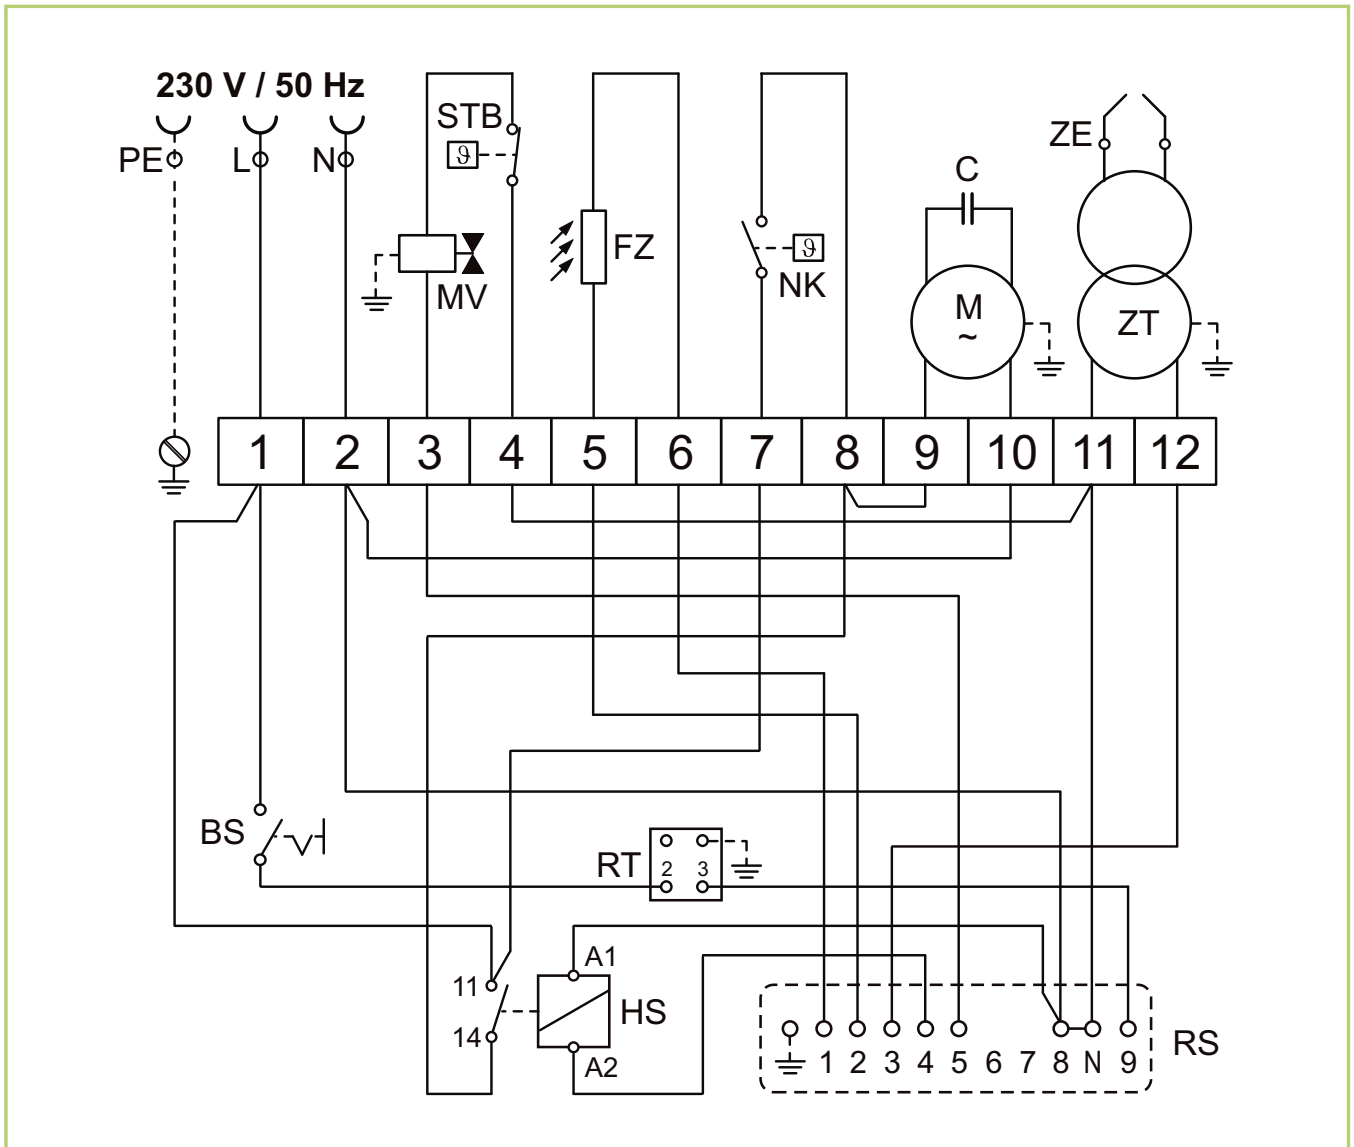 230 V / 50 Hz
PE L N
STB
ϑ
MV
FZ
ϑ
NK
C
M
~
ZE
ZT
1 2 3 4 5 6 7 8 9 10 11 12
BS
RT
2 3
11
14
A1
HS
A2
1 2 3 4 5 6 7 8 N 9
RS